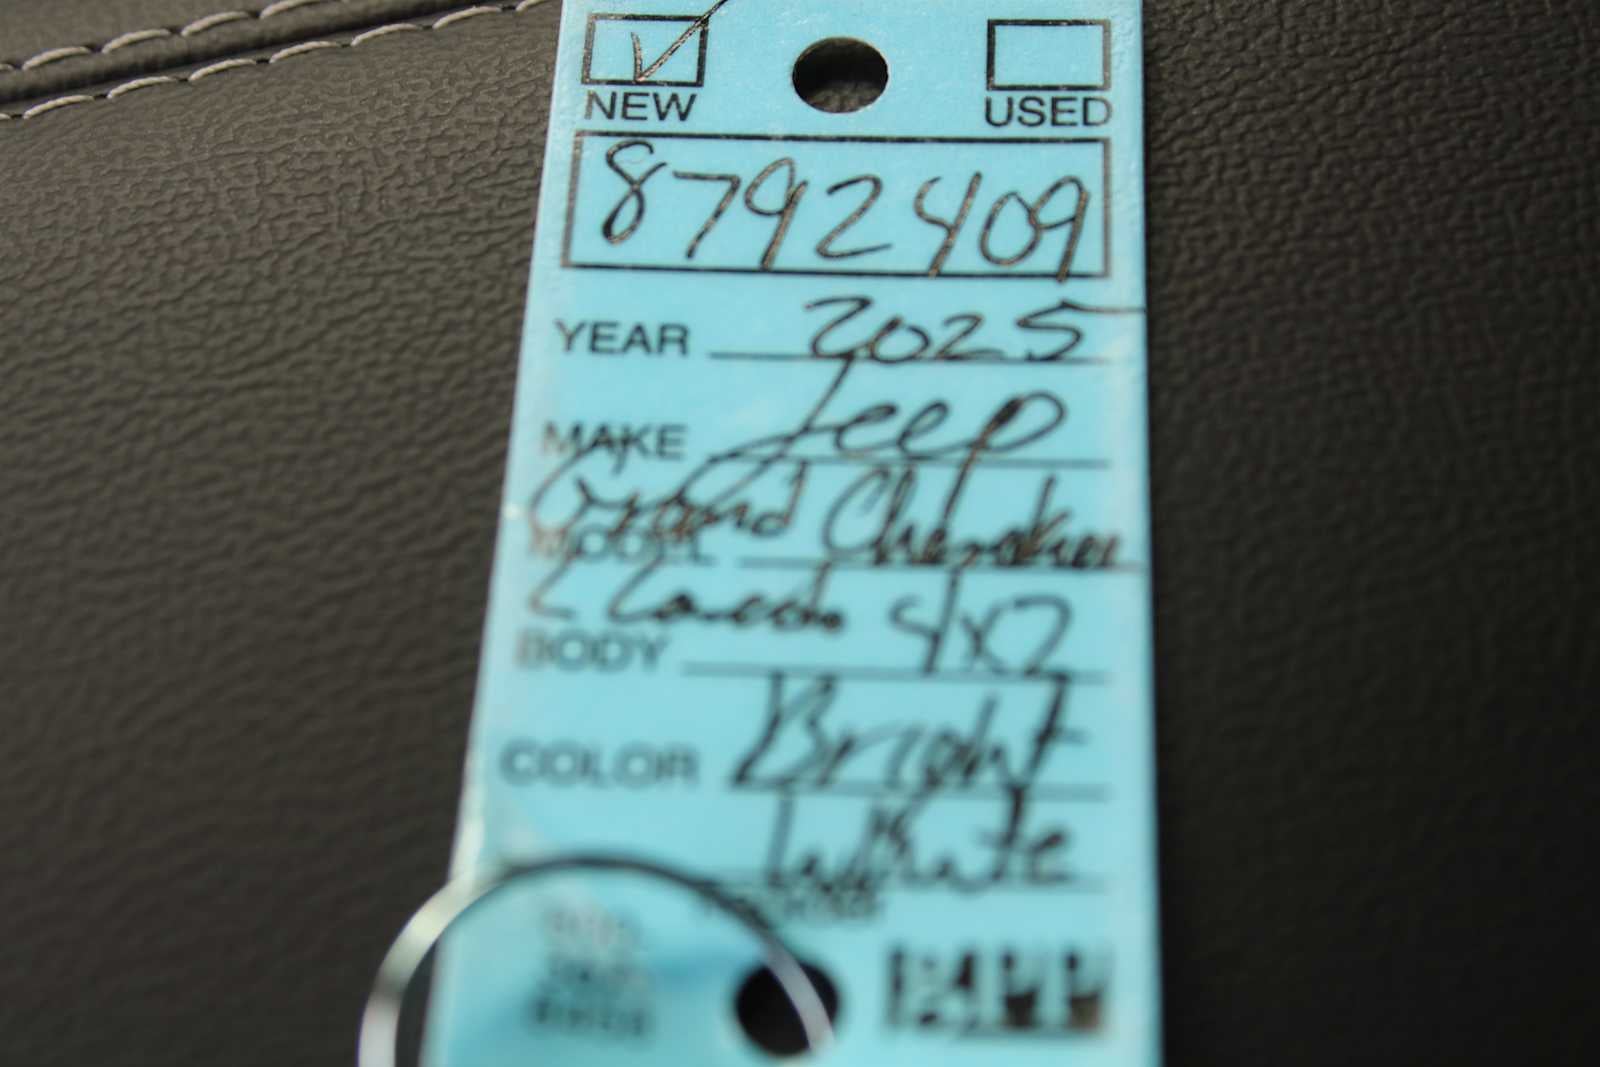 NEW USED
8792409
YEAR 2025
MAKE Jeep
Grand Cherokee
MODEL
L Laredo 4x2
BODY
COLOR Bright
White